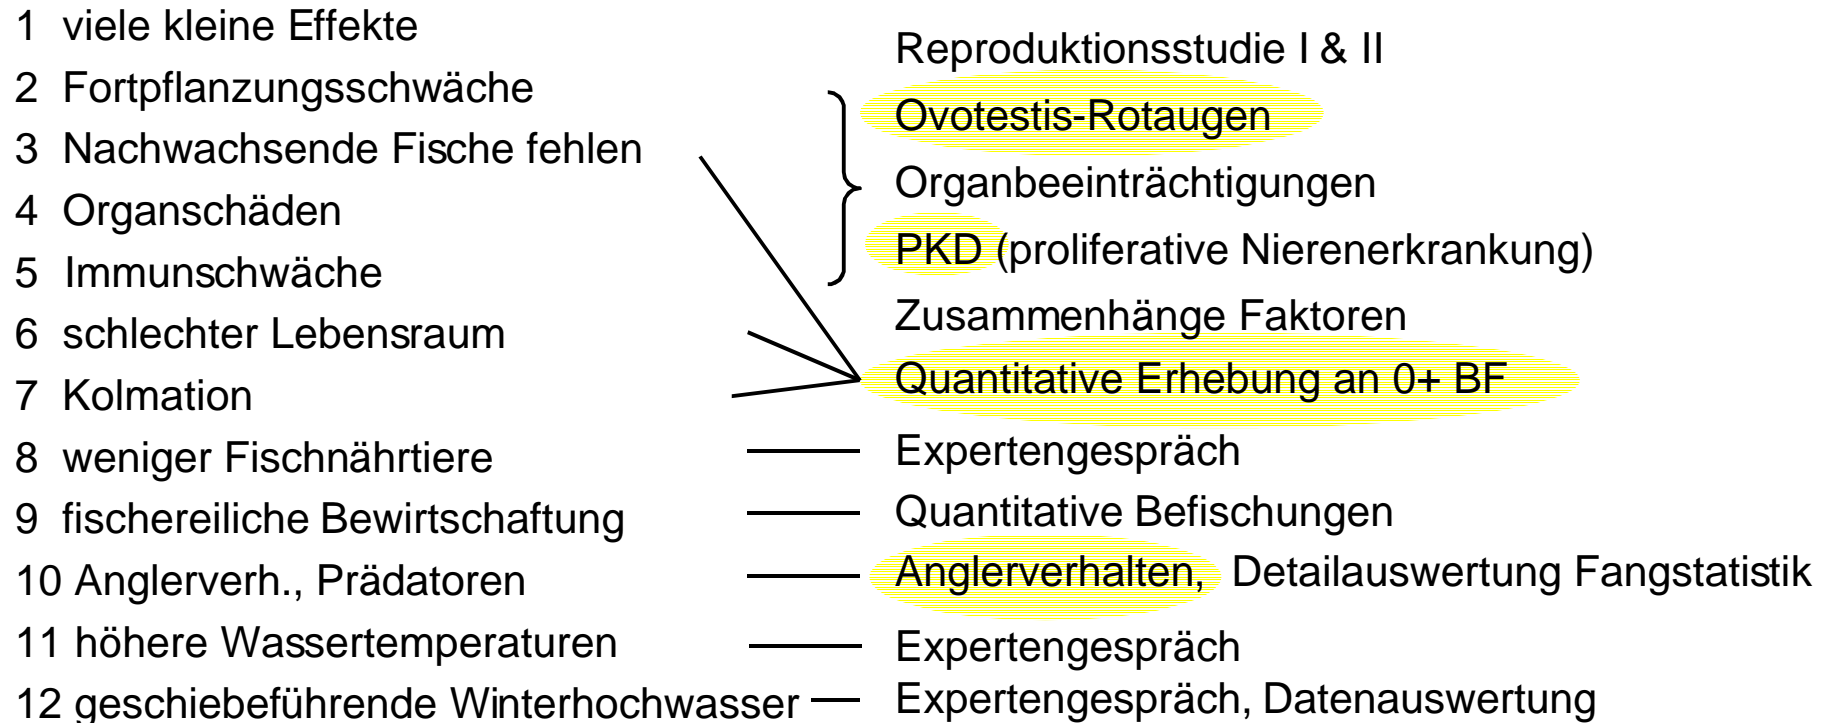 1 viele kleine Effekte
2 Fortpflanzungsschwäche
3 Nachwachsende Fische fehlen
4 Organschäden
5 Immunschwäche
6 schlechter Lebensraum
7 Kolmation
8 weniger Fischnährtiere
9 fischereiliche Bewirtschaftung
10 Anglerverh., Prädatoren
11 höhere Wassertemperaturen
12 geschiebeführende Winterhochwasser
Reproduktionsstudie I & II
Ovotestis-Rotaugen
Organbeeinträchtigungen
PKD (proliferative Nierenerkrankung)
Zusammenhänge Faktoren
Quantitative Erhebung an 0+ BF
Expertengespräch
Quantitative Befischungen
Anglerverhalten, Detailauswertung Fangstatistik
Expertengespräch
Expertengespräch, Datenauswertung